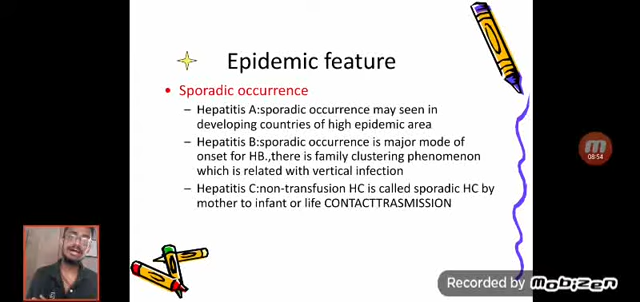 Epidemic feature
• Sporadic occurrence
– Hepatitis A:sporadic occurrence may seen in
developing countries of high epidemic area
– Hepatitis B:sporadic occurrence is major mode of
onset for HB.,there is family clustering phenomenon
which is related with vertical infection
– Hepatitis C:non-transfusion HC is called sporadic HC by
mother to infant or life CONTACTTRASMISSION
08:54
Recorded by mobizen